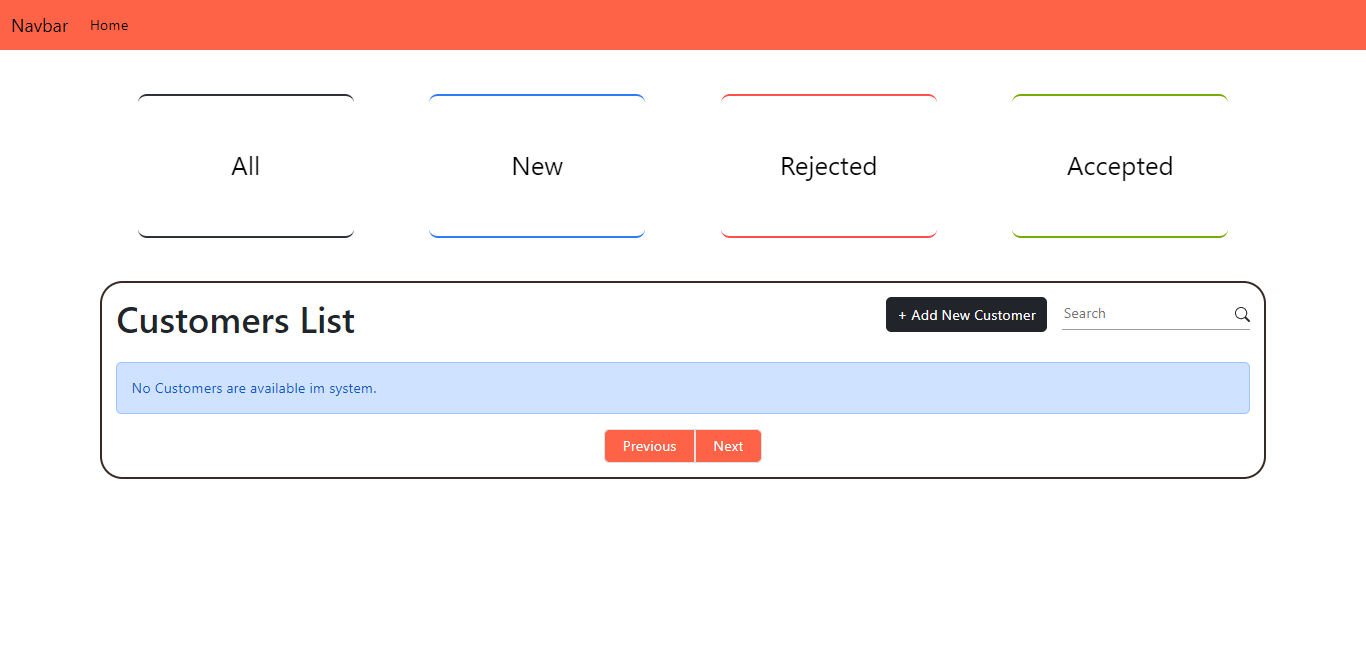 Navbar Home
All New Rejected Accepted
Customers List + Add New Customer Search
No Customers are available im system.
Previous Next